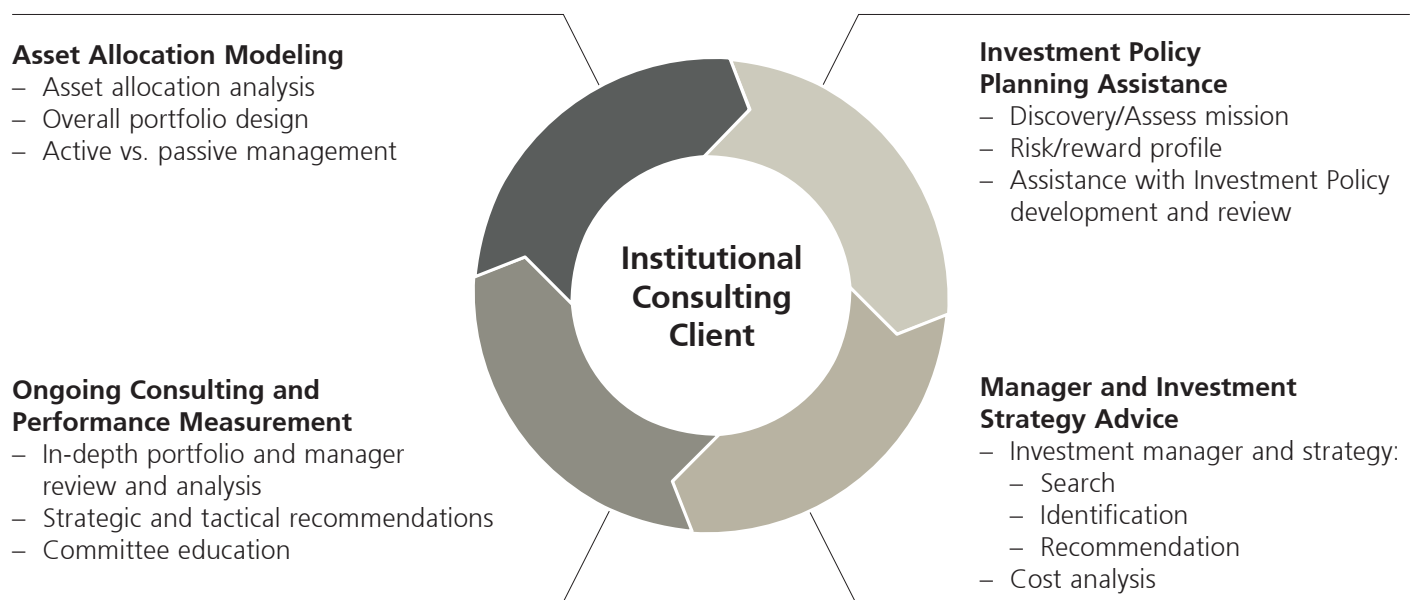 Asset Allocation Modeling
– Asset allocation analysis
– Overall portfolio design
– Active vs. passive management
Investment Policy
Planning Assistance
– Discovery/Assess mission
– Risk/reward profile
– Assistance with Investment Policy
development and review
Institutional
Consulting
Client
Ongoing Consulting and
Performance Measurement
– In-depth portfolio and manager
review and analysis
– Strategic and tactical recommendations
– Committee education
Manager and Investment
Strategy Advice
– Investment manager and strategy:
– Search
– Identification
– Recommendation
– Cost analysis